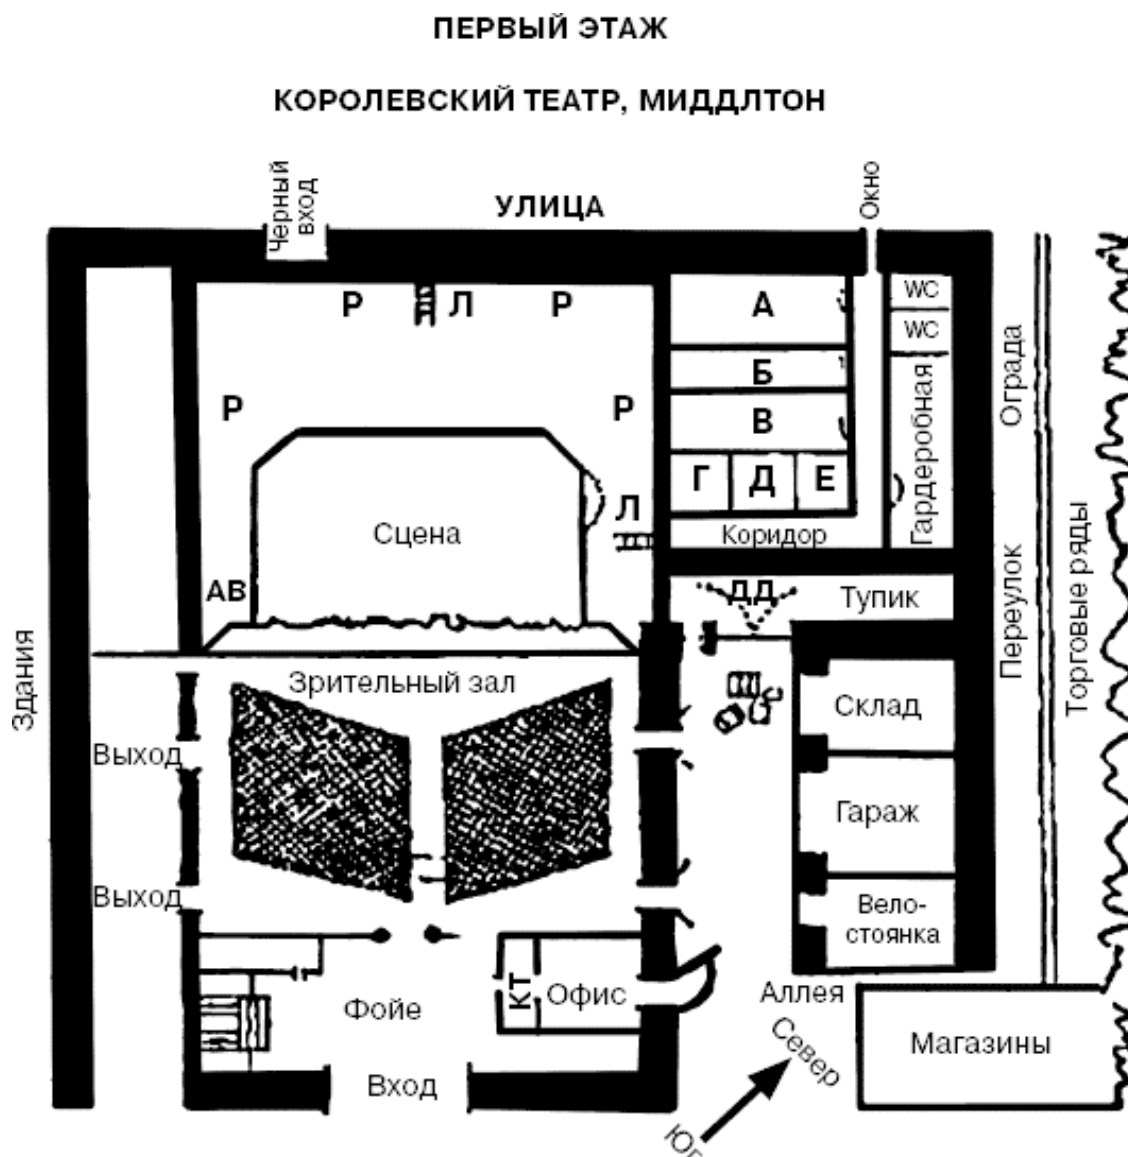 ПЕРВЫЙ ЭТАЖ
КОРОЛЕВСКИЙ ТЕАТР, МИДДЛТОН
Черный
вход
УЛИЦА
Окно
Р
Л
Р
А
WC
WC
Б
Р
Р
В
Гардеробная
Ограда
Г
Д
Е
Л
Сцена
Коридор
АВ
ДД
Тупик
Переулок
Торговые ряды
Здания
Зрительный зал
Склад
Выход
Гараж
Выход
Вело-
стоянка
КТ
Офис
Фойе
Аллея
Север
Магазины
Вход
Юг